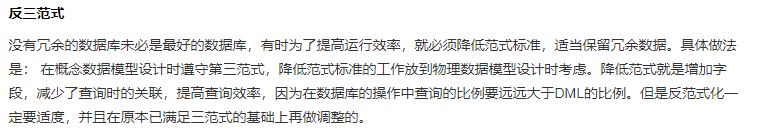 反三范式
没有冗余的数据库未必是最好的数据库，有时为了提高运行效率，就必须降低范式标准，适当保留冗余数据。具体做法
是： 在概念数据模型设计时遵守第三范式，降低范式标准的工作放到物理数据模型设计时考虑。降低范式就是增加字
段，减少了查询时的关联，提高查询效率，因为在数据库的操作中查询的比例要远远大于DML的比例。但是反范式化一
定要适度，并且在原本已满足三范式的基础上再做调整的。